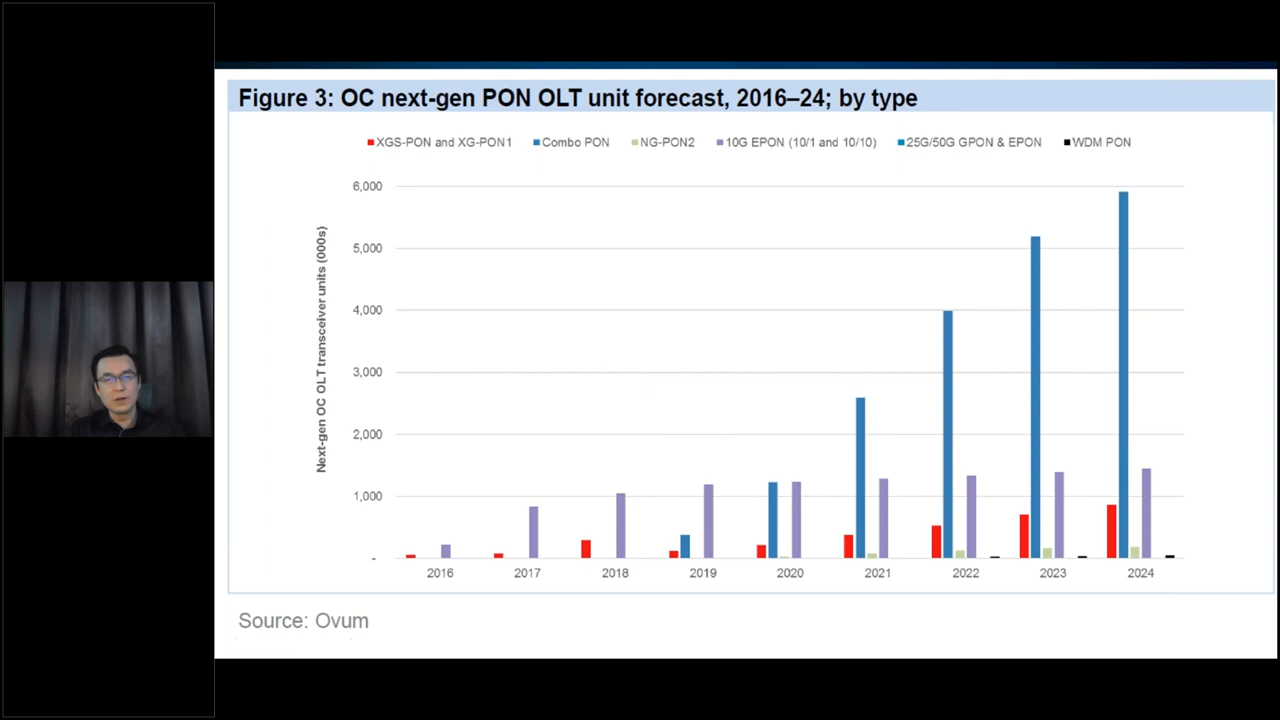 Figure 3: OC next-gen PON OLT unit forecast, 2016–24; by type
XGS-PON and XG-PON1 Combo PON NG-PON2 10G EPON (10/1 and 10/10) 25G/50G GPON & EPON WDM PON
Next-gen OC OLT transceiver units (000s)
6,000
5,000
4,000
3,000
2,000
1,000
-
2016 2017 2018 2019 2020 2021 2022 2023 2024
Source: Ovum